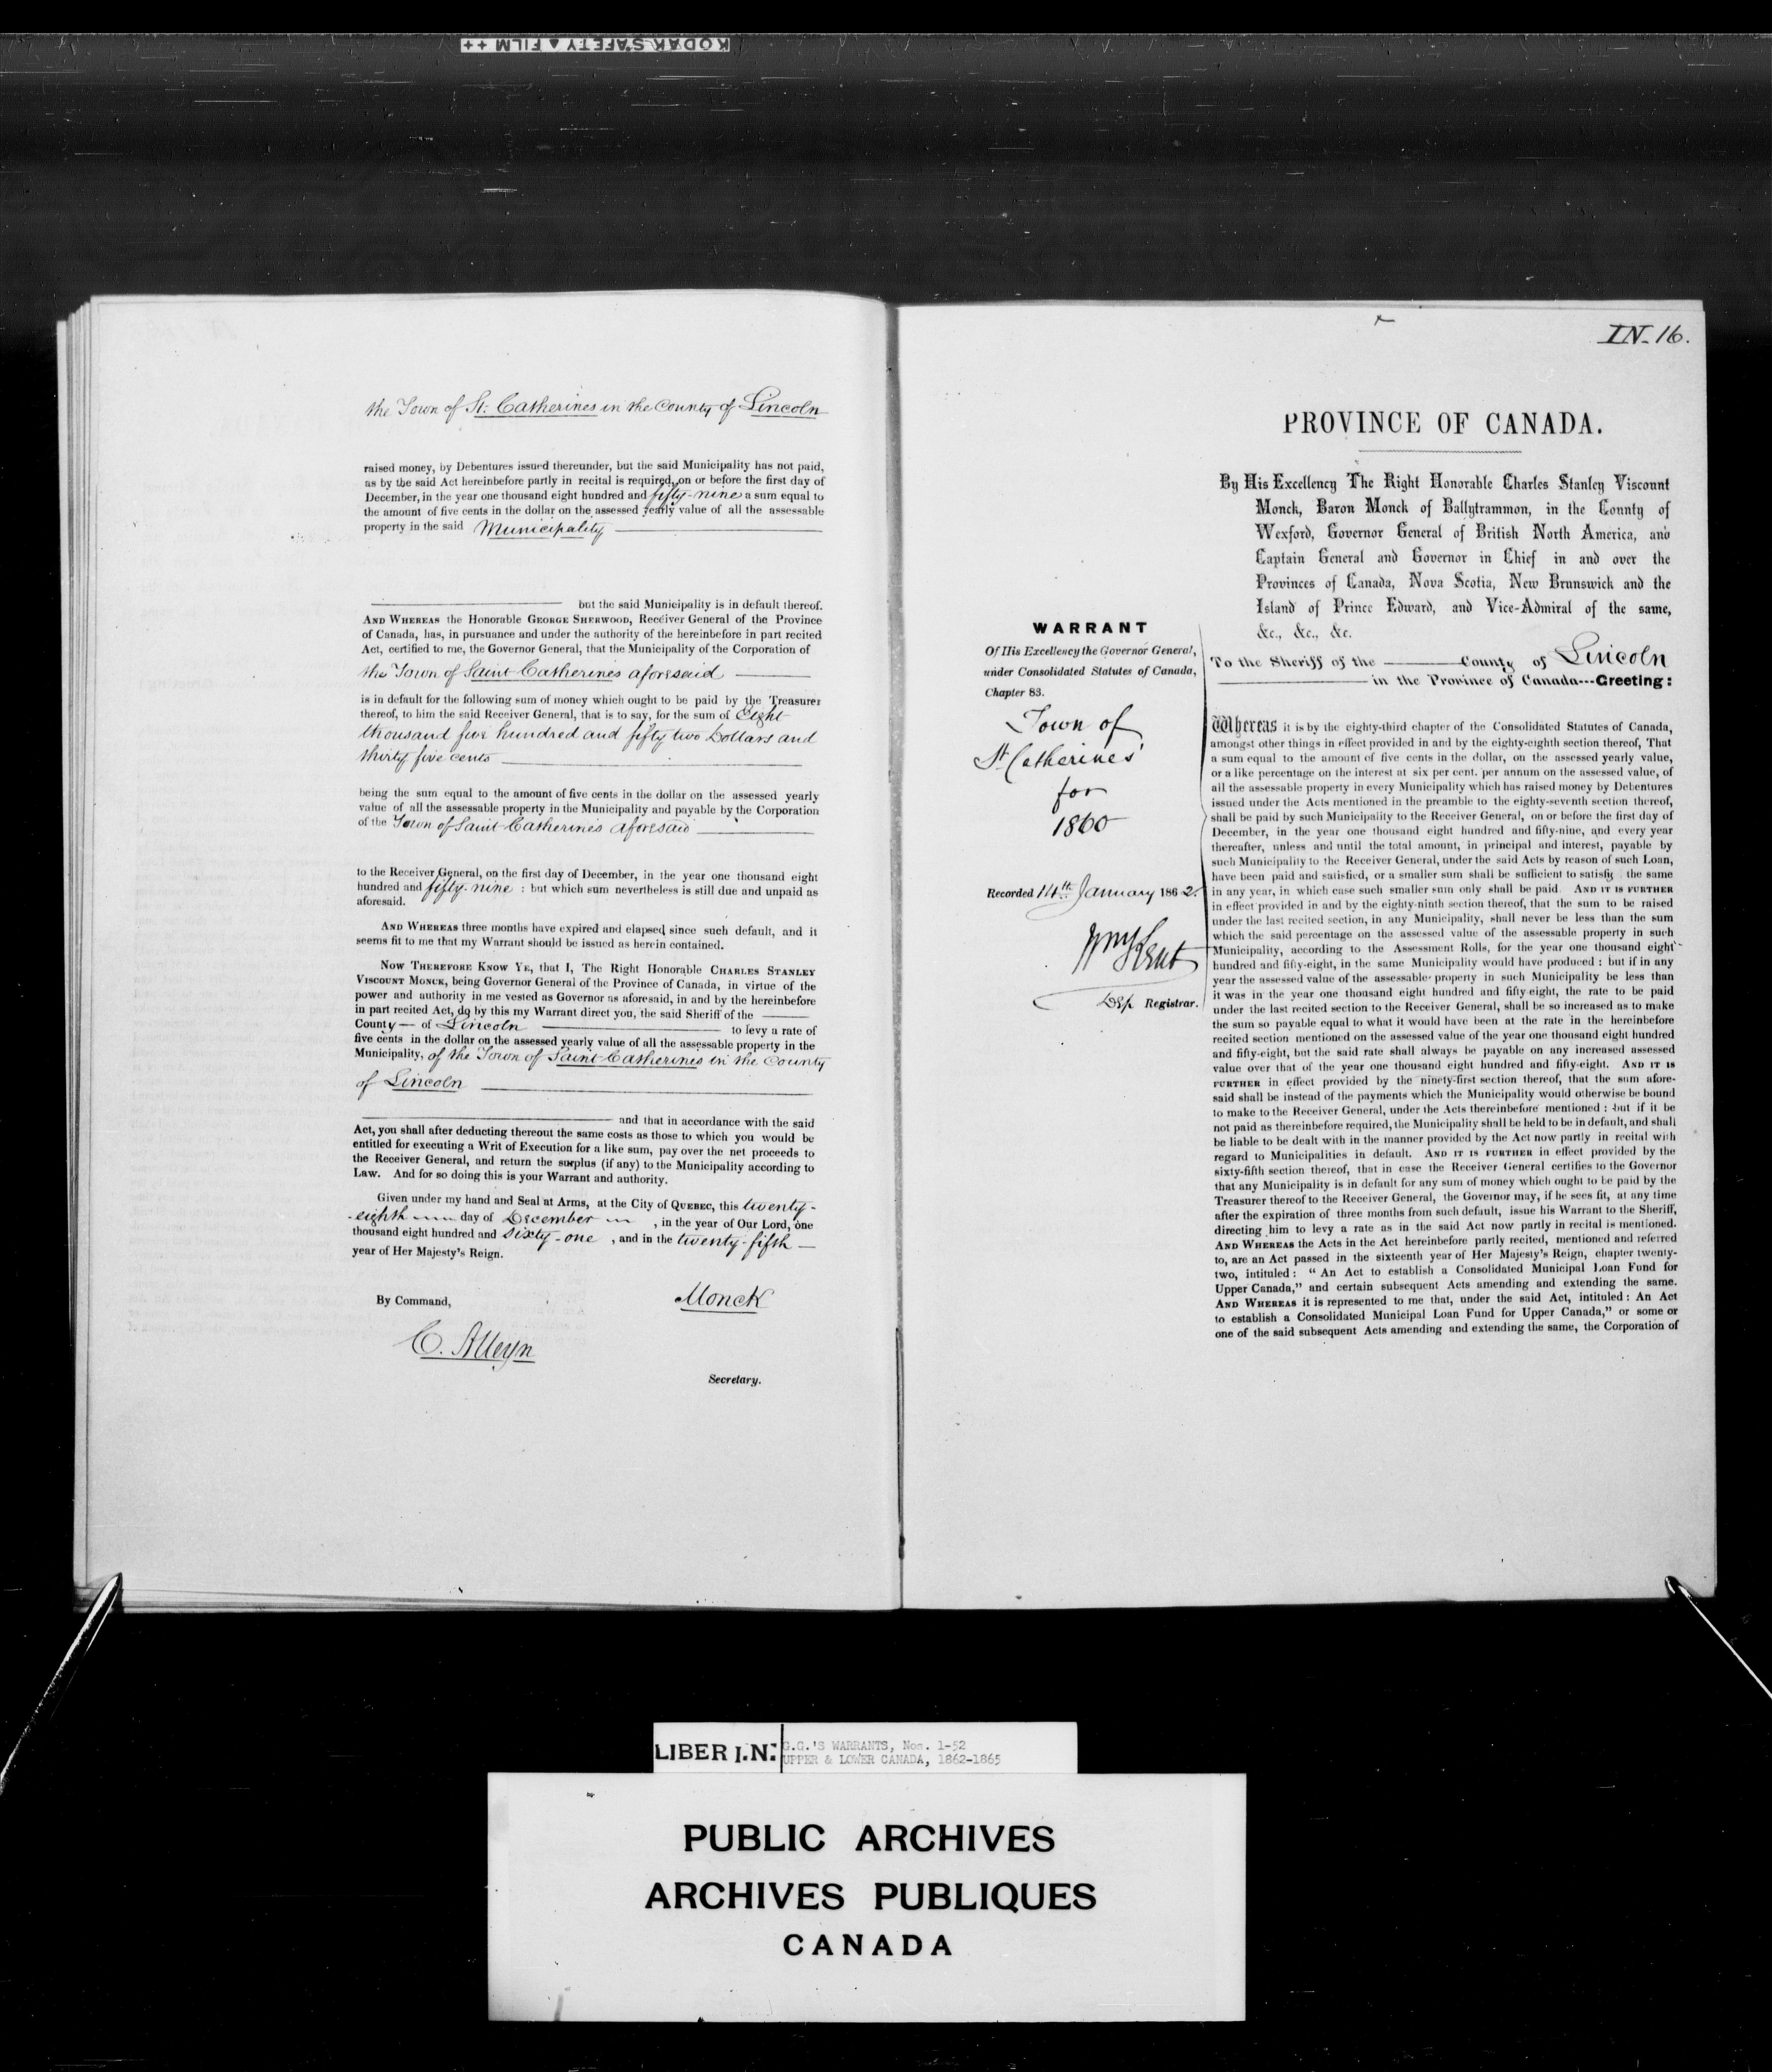 KODAK SAFETY ▲ FILM ++
the Town of St: Catherines in the County of Lincoln
raised money, by Debentures issued thereunder, but the said Municipality has not paid,
as by the said Act hereinbefore partly in recital is required, on or before the first day of
December, in the year one thousand eight hundred and fifty-nine a sum equal to
the amount of five cents in the dollar on the assessed yearly value of all the assessable
property in the said Municipality
but the said Municipality is in default thereof.
AND WHEREAS the Honorable GEORGE SHERWOOD, Receiver General of the Province
of Canada, has, in pursuance and under the authority of the hereinbefore in part recited
Act, certified to me, the Governor General, that the Municipality of the Corporation of
the Town of Saint Catherines aforesaid
is in default for the following sum of money which ought to be paid by the Treasurer
thereof, to him the said Receiver General, that is to say, for the sum of Eight
thousand five hundred and fifty two Dollars and
thirty five cents
being the sum equal to the amount of five cents in the dollar on the assessed yearly
value of all the assessable property in the Municipality and payable by the Corporation
of the Town of Saint Catherines aforesaid
to the Receiver General, on the first day of December, in the year one thousand eight
hundred and fifty-nine : but which sum nevertheless is still due and unpaid as
aforesaid.
AND WHEREAS three months have expired and elapsed since such default, and it
seems fit to me that my Warrant should be issued as herein contained.
NOW THEREFORE KNOW YE, that I, The Right Honorable CHARLES STANLEY
VISCOUNT MONCK, being Governor General of the Province of Canada, in virtue of the
power and authority in me vested as Governor as aforesaid, in and by the hereinbefore
in part recited Act, do by this my Warrant direct you, the said Sheriff of the
County — of Lincoln to levy a rate of
five cents in the dollar on the assessed yearly value of all the assessable property in the
Municipality, of the Town of Saint Catherines in the County
of Lincoln
and that in accordance with the said
Act, you shall after deducting thereout the same costs as those to which you would be
entitled for executing a Writ of Execution for a like sum, pay over the net proceeds to
the Receiver General, and return the surplus (if any) to the Municipality according to
Law. And for so doing this is your Warrant and authority.
Given under my hand and Seal at Arms, at the City of QUEBEC, this twenty-
-eighth day of December , in the year of Our Lord, one
thousand eight hundred and Sixty-one , and in the twenty-fifth —
year of Her Majesty's Reign.
Monck
By Command,
C. Alleyn
Secretary.
IN-16.
PROVINCE OF CANADA.
By His Excellency The Right Honorable Charles Stanley Viscount
Monck, Baron Monck of Ballytrammon, in the County of
Wexford, Governor General of British North America, and
Captain General and Governor in Chief in and over the
Provinces of Canada, Nova Scotia, New Brunswick and the
Island of Prince Edward, and Vice-Admiral of the same,
&c., &c., &c.
To the Sheriff of the County of Lincoln
in the Province of Canada---Greeting:
WARRANT
Of His Excellency the Governor General,
under Consolidated Statutes of Canada,
Chapter 83.
Town of
St Catherines'
for
1860
Recorded 14th January 1862.
Wm Kent
Dep Registrar.
Whereas it is by the eighty-third chapter of the Consolidated Statutes of Canada,
amongst other things in effect provided in and by the eighty-eighth section thereof, That
a sum equal to the amount of five cents in the dollar, on the assessed yearly value,
or a like percentage on the interest at six per cent. per annum on the assessed value, of
all the assessable property in every Municipality which has raised money by Debentures
issued under the Acts mentioned in the preamble to the eighty-seventh section thereof,
shall be paid by such Municipality to the Receiver General, on or before the first day of
December, in the year one thousand eight hundred and fifty-nine, and every year
thereafter, unless and until the total amount, in principal and interest, payable by
such Municipality to the Receiver General, under the said Acts by reason of such Loan,
have been paid and satisfied, or a smaller sum shall be sufficient to satisfy the same
in any year, in which case such smaller sum only shall be paid. AND IT IS FURTHER
in effect provided in and by the eighty-ninth section thereof, that the sum to be raised
under the last recited section, in any Municipality, shall never be less than the sum
which the said percentage on the assessed value of the assessable property in such
Municipality, according to the Assessment Rolls, for the year one thousand eight
hundred and fifty-eight, in the same Municipality would have produced : but if in any
year the assessed value of the assessable property in such Municipality be less than
it was in the year one thousand eight hundred and fifty-eight, the rate to be paid
under the last recited section to the Receiver General, shall be so increased as to make
the sum so payable equal to what it would have been at the rate in the hereinbefore
recited section mentioned on the assessed value of the year one thousand eight hundred
and fifty-eight, but the said rate shall always be payable on any increased assessed
value over that of the year one thousand eight hundred and fifty-eight. AND IT IS
FURTHER in effect provided by the ninety-first section thereof, that the sum afore-
said shall be instead of the payments which the Municipality would otherwise be bound
to make to the Receiver General, under the Acts thereinbefore mentioned : but if it be
not paid as thereinbefore required, the Municipality shall be held to be in default, and shall
be liable to be dealt with in the manner provided by the Act now partly in recital with
regard to Municipalities in default. AND IT IS FURTHER in effect provided by the
sixty-fifth section thereof, that in case the Receiver General certifies to the Governor
that any Municipality is in default for any sum of money which ought to be paid by the
Treasurer thereof to the Receiver General, the Governor may, if he sees fit, at any time
after the expiration of three months from such default, issue his Warrant to the Sheriff,
directing him to levy a rate as in the said Act now partly in recital is mentioned.
AND WHEREAS the Acts in the Act hereinbefore partly recited, mentioned and referred
to, are an Act passed in the sixteenth year of Her Majesty's Reign, chapter twenty-
two, intituled : "An Act to establish a Consolidated Municipal Loan Fund for
Upper Canada," and certain subsequent Acts amending and extending the same.
AND WHEREAS it is represented to me that, under the said Act, intituled : An Act
to establish a Consolidated Municipal Loan Fund for Upper Canada," or some or
one of the said subsequent Acts amending and extending the same, the Corporation of
LIBER I.N.
G.G.'S WARRANTS, Nos. 1-52
UPPER & LOWER CANADA, 1862-1865
PUBLIC ARCHIVES
ARCHIVES PUBLIQUES
CANADA